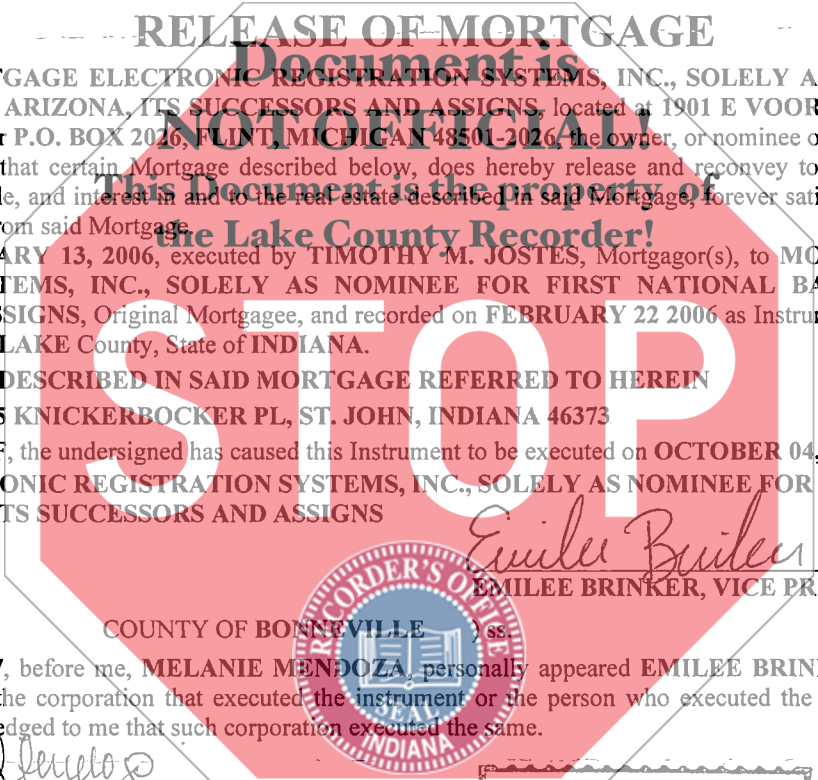 RELEASE OF MORTGAGE
Document is
TGAGE ELECTRONIC REGISTRATION SYSTEMS, INC., SOLELY A
ARIZONA, ITS SUCCESSORS AND ASSIGNS, located at 1901 E VOOR
NOT OFFICIAL!
r P.O. BOX 2026, FLINT, MICHIGAN 48501-2026, the owner, or nominee o
that certain Mortgage described below, does hereby release and reconvey to
This Document is the property of
le, and interest in and to the real estate described in said Mortgage, forever sati
om said Mortgage.
the Lake County Recorder!
ARY 13, 2006, executed by TIMOTHY M. JOSTES, Mortgagor(s), to MO
TEMS, INC., SOLELY AS NOMINEE FOR FIRST NATIONAL BA
SIGNS, Original Mortgagee, and recorded on FEBRUARY 22 2006 as Instru
LAKE County, State of INDIANA.
STOP
DESCRIBED IN SAID MORTGAGE REFERRED TO HEREIN
5 KNICKERBOCKER PL, ST. JOHN, INDIANA 46373
F, the undersigned has caused this Instrument to be executed on OCTOBER 04,
ONIC REGISTRATION SYSTEMS, INC., SOLELY AS NOMINEE FOR
TS SUCCESSORS AND ASSIGNS
Emilee Brinker
EMILEE BRINKER, VICE PR
RECORDER'S OFFICE
SEAL
INDIANA
COUNTY OF BONNEVILLE ) ss.
, before me, MELANIE MENDOZA, personally appeared EMILEE BRIN
the corporation that executed the instrument or the person who executed the
edged to me that such corporation executed the same.